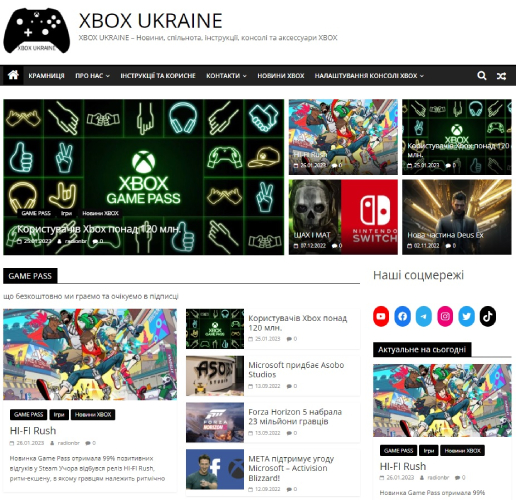 XBOX UKRAINE
XBOX UKRAINE – Новини, спільнота, інструкції, консолі та аксессуари XBOX
XBOX UKRAINE
КРАМНИЦЯ ПРО НАС ІНСТРУКЦІЇ ТА КОРИСНЕ КОНТАКТИ НОВИНИ XBOX НАЛАШТУВАННЯ КОНСОЛІ XBOX
XBOX
GAME PASS
GAME PASS Ігри Новини XBOX
Користувачів Xbox понад 120 млн.
25.01.2023 radionbr 0
HI-FI Rush
26.01.2023 0
XBOX
GAME PASS
Користувачів Xbox понад 120
млн.
25.01.2023 0
NINTENDO
SWITCH
ШАХ І МАТ
07.12.2022 0
Нова частина Deus Ex
02.11.2022 0
GAME PASS
що безкоштовно ми граємо та очікуємо в підписці
GAME PASS Ігри Новини XBOX
HI-FI Rush
26.01.2023 radionbr 0
Новинка Game Pass отримала 99% позитивних
відгуків у Steam Учора відбувся реліз HI-FI Rush,
ритм-екшену, в якому гравцям належить ритмічно
Користувачів Xbox понад
120 млн.
25.01.2023 0
ASOBO
Microsoft придбає Asobo
Studios
13.09.2022 0
FORZA HORIZON
Forza Horizon 5 набрала
23 мільйони гравців
13.09.2022 0
META підтримує угоду
Microsoft – Activision
Blizzard!
12.09.2022 0
Наші соцмережі
Актуальне на сьогодні
GAME PASS Ігри Новини XBOX
HI-FI Rush
26.01.2023 radionbr 0
Новинка Game Pass отримала 99%